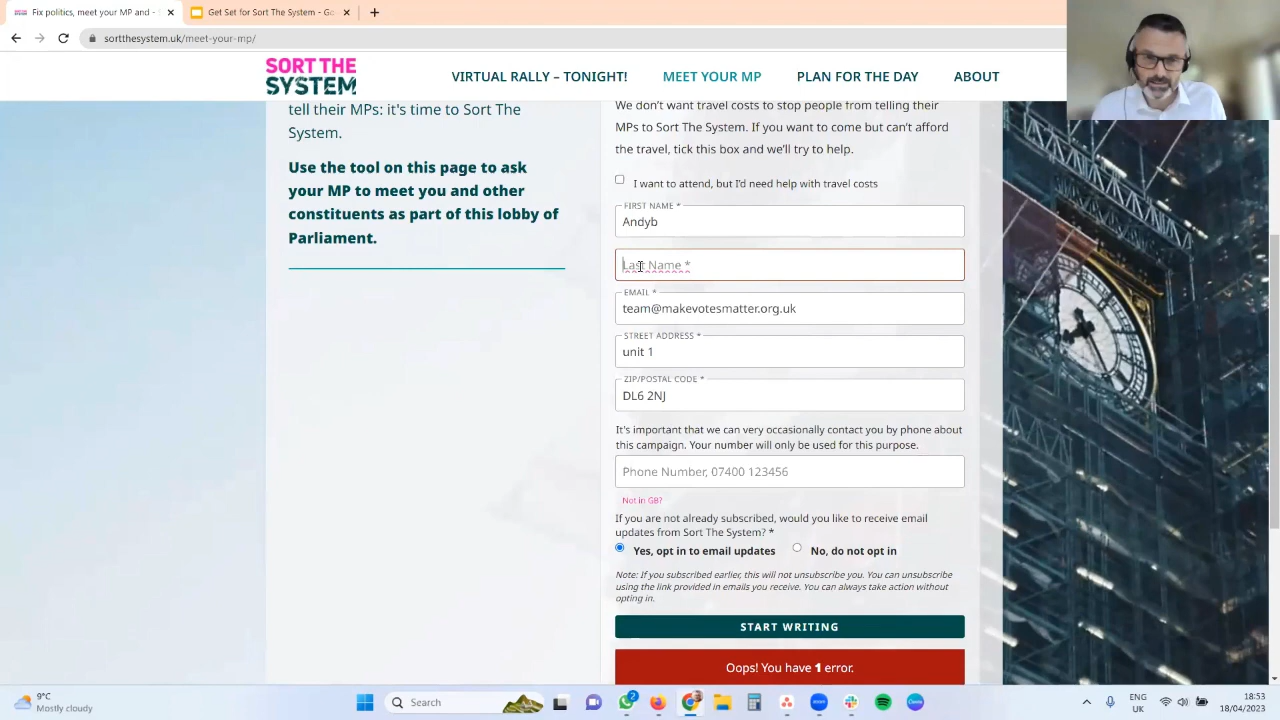 Fix politics, meet your MP and -
Get Set for Sort The System - G
sortthesystem.uk/meet-your-mp/
SORT THE
SYSTEM
VIRTUAL RALLY – TONIGHT!
MEET YOUR MP
PLAN FOR THE DAY
ABOUT
tell their MPs: it's time to Sort The
System.
Use the tool on this page to ask
your MP to meet you and other
constituents as part of this lobby of
Parliament.
We don't want travel costs to stop people from telling their
MPs to Sort The System. If you want to come but can't afford
the travel, tick this box and we'll try to help.
I want to attend, but I'd need help with travel costs
FIRST NAME *
Andyb
Last Name *
EMAIL *
team@makevotesmatter.org.uk
STREET ADDRESS *
unit 1
ZIP/POSTAL CODE *
DL6 2NJ
It's important that we can very occasionally contact you by phone about
this campaign. Your number will only be used for this purpose.
Phone Number, 07400 123456
Not in GB?
If you are not already subscribed, would you like to receive email
updates from Sort The System? *
Yes, opt in to email updates
No, do not opt in
Note: If you subscribed earlier, this will not unsubscribe you. You can unsubscribe
using the link provided in emails you receive. You can always take action without
opting in.
START WRITING
Oops! You have 1 error.
9°C
Mostly cloudy
Search
2
ENG
UK
18:53
18/04/2023